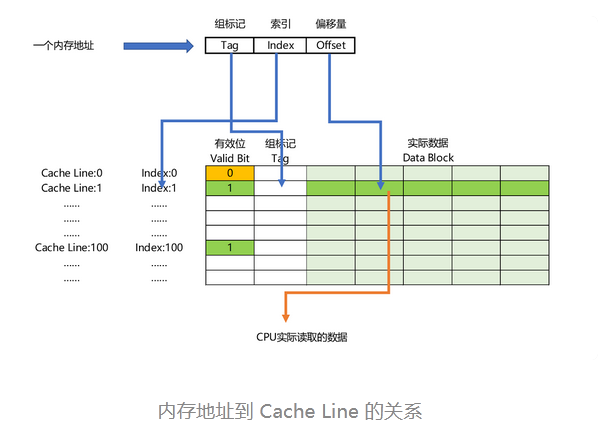 组标记 索引 偏移量
一个内存地址 Tag Index Offset
有效位 组标记 实际数据
Valid Bit Tag Data Block
Cache Line:0 Index:0 0
Cache Line:1 Index:1 1
...... ......
...... ......
...... ......
Cache Line:100 Index:100 1
...... ......
...... ......
CPU实际读取的数据
内存地址到 Cache Line 的关系